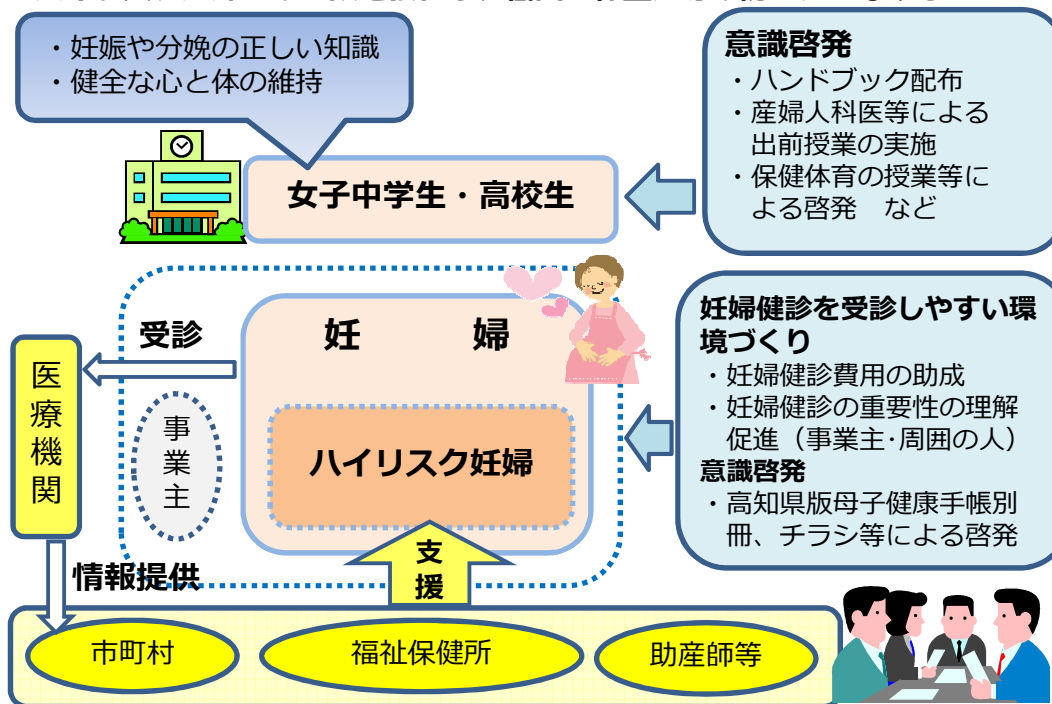 ・妊娠や分娩の正しい知識
・健全な心と体の維持
意識啓発
・ハンドブック配布
・産婦人科医等による
出前授業の実施
・保健体育の授業等に
よる啓発　など
女子中学生・高校生
妊婦健診を受診しやすい環
境づくり
・妊婦健診費用の助成
・妊婦健診の重要性の理解
促進（事業主・周囲の人）
意識啓発
・高知県版母子健康手帳別
冊、チラシ等による啓発
受診
妊　　婦
医療機関
事業主
ハイリスク妊婦
支援
情報提供
市町村
福祉保健所
助産師等